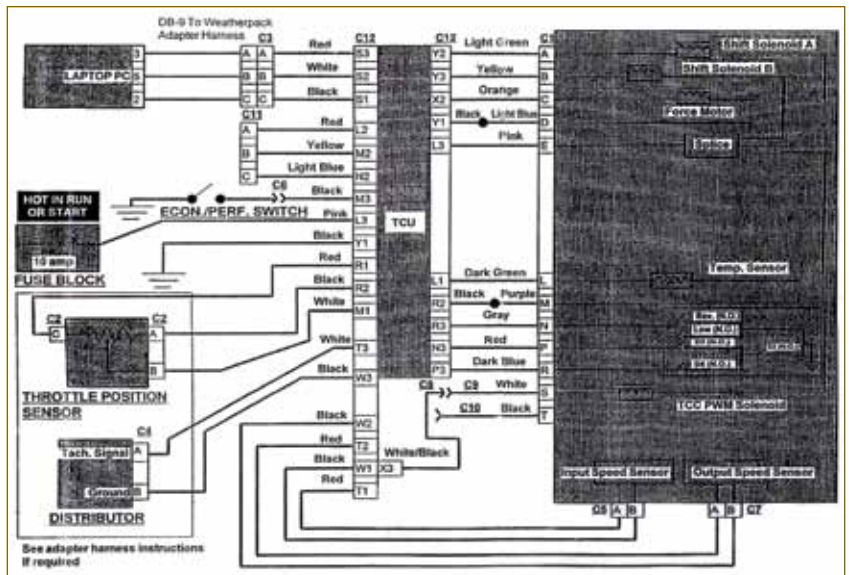 DB-9 To Weatherpack
Adapter Harness
C3
C12
C12
C1
LAPTOP PC
3
5
2
A A Red S3
B B White S2
C C Black S1
C11
A Red L2
B Yellow M2
C Light Blue N2
C6 Black M3
HOT IN RUN
OR START
ECON./PERF. SWITCH
Pink L3
10 amp
FUSE BLOCK
Black Y1
Red R1
Black R2
White M1
C2
C2
C
A
B
THROTTLE POSITION
SENSOR
White T3
Black W3
C4
Tach. Signal A
Ground B
DISTRIBUTOR
Black W2
Red T2
Black W1 X3
White/Black
Red T1
See adapter harness instructions
If required
TCU
Y2 Light Green A
Y3 Yellow B
X2 Orange C
Y1 Black Light Blue D
L3 Pink E
L1 Dark Green L
R2 Black Purple M
R3 Gray N
N3 Red P
P3 Dark Blue R
C8 C9 White S
C10 Black T
Shift Solenoid A
Shift Solenoid B
Force Motor
Splice
Temp. Sensor
Rev. (N.O.)
Low (N.O.)
TCC PWM Solenoid
Input Speed Sensor
Output Speed Sensor
C5 A B
A B C7